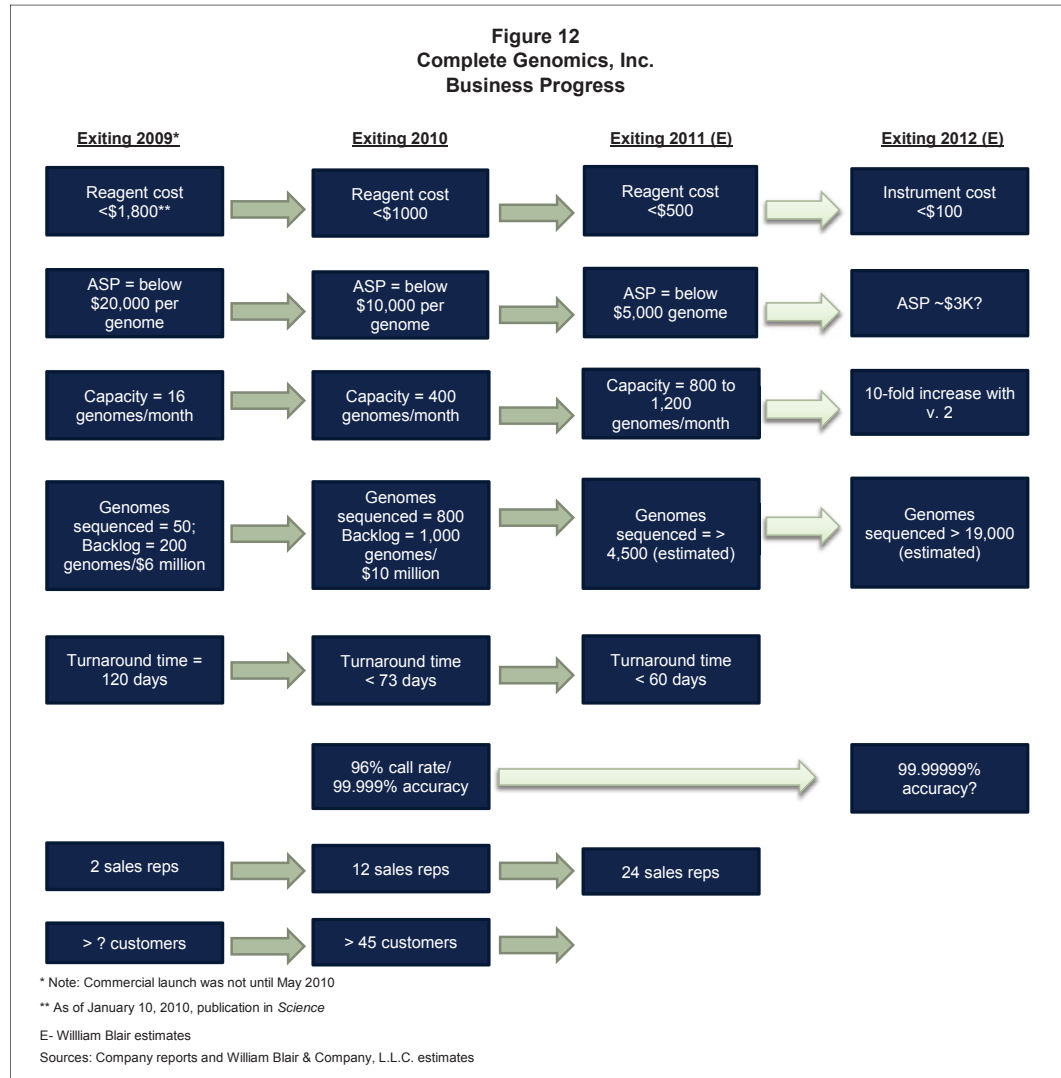 Figure 12
Complete Genomics, Inc.
Business Progress
Exiting 2009*
Exiting 2010
Exiting 2011 (E)
Exiting 2012 (E)
Reagent cost
<$1,800**
Reagent cost
<$1000
Reagent cost
<$500
Instrument cost
<$100
ASP = below
$20,000 per
genome
ASP = below
$10,000 per
genome
ASP = below
$5,000 genome
ASP ~$3K?
Capacity = 16
genomes/month
Capacity = 400
genomes/month
Capacity = 800 to
1,200
genomes/month
10-fold increase with
v. 2
Genomes
sequenced = 50;
Backlog = 200
genomes/$6 million
Genomes
sequenced = 800
Backlog = 1,000
genomes/
$10 million
Genomes
sequenced = >
4,500 (estimated)
Genomes
sequenced > 19,000
(estimated)
Turnaround time =
120 days
Turnaround time
< 73 days
Turnaround time
< 60 days
96% call rate/
99.999% accuracy
99.99999%
accuracy?
2 sales reps
12 sales reps
24 sales reps
> ? customers
> 45 customers
* Note: Commercial launch was not until May 2010
** As of January 10, 2010, publication in Science
E- Willliam Blair estimates
Sources: Company reports and William Blair & Company, L.L.C. estimates